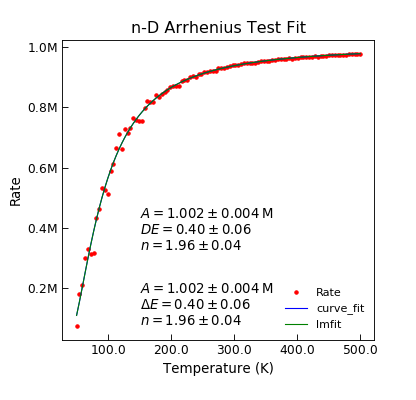 n-D Arrhenius Test Fit
1.0M
0.8M
0.6M
0.4M
0.2M
Rate
A = 1.002 ± 0.004 M
DE = 0.40 ± 0.06
n = 1.96 ± 0.04
A = 1.002 ± 0.004 M
ΔE = 0.40 ± 0.06
n = 1.96 ± 0.04
Rate
curve_fit
lmfit
100.0 200.0 300.0 400.0 500.0
Temperature (K)